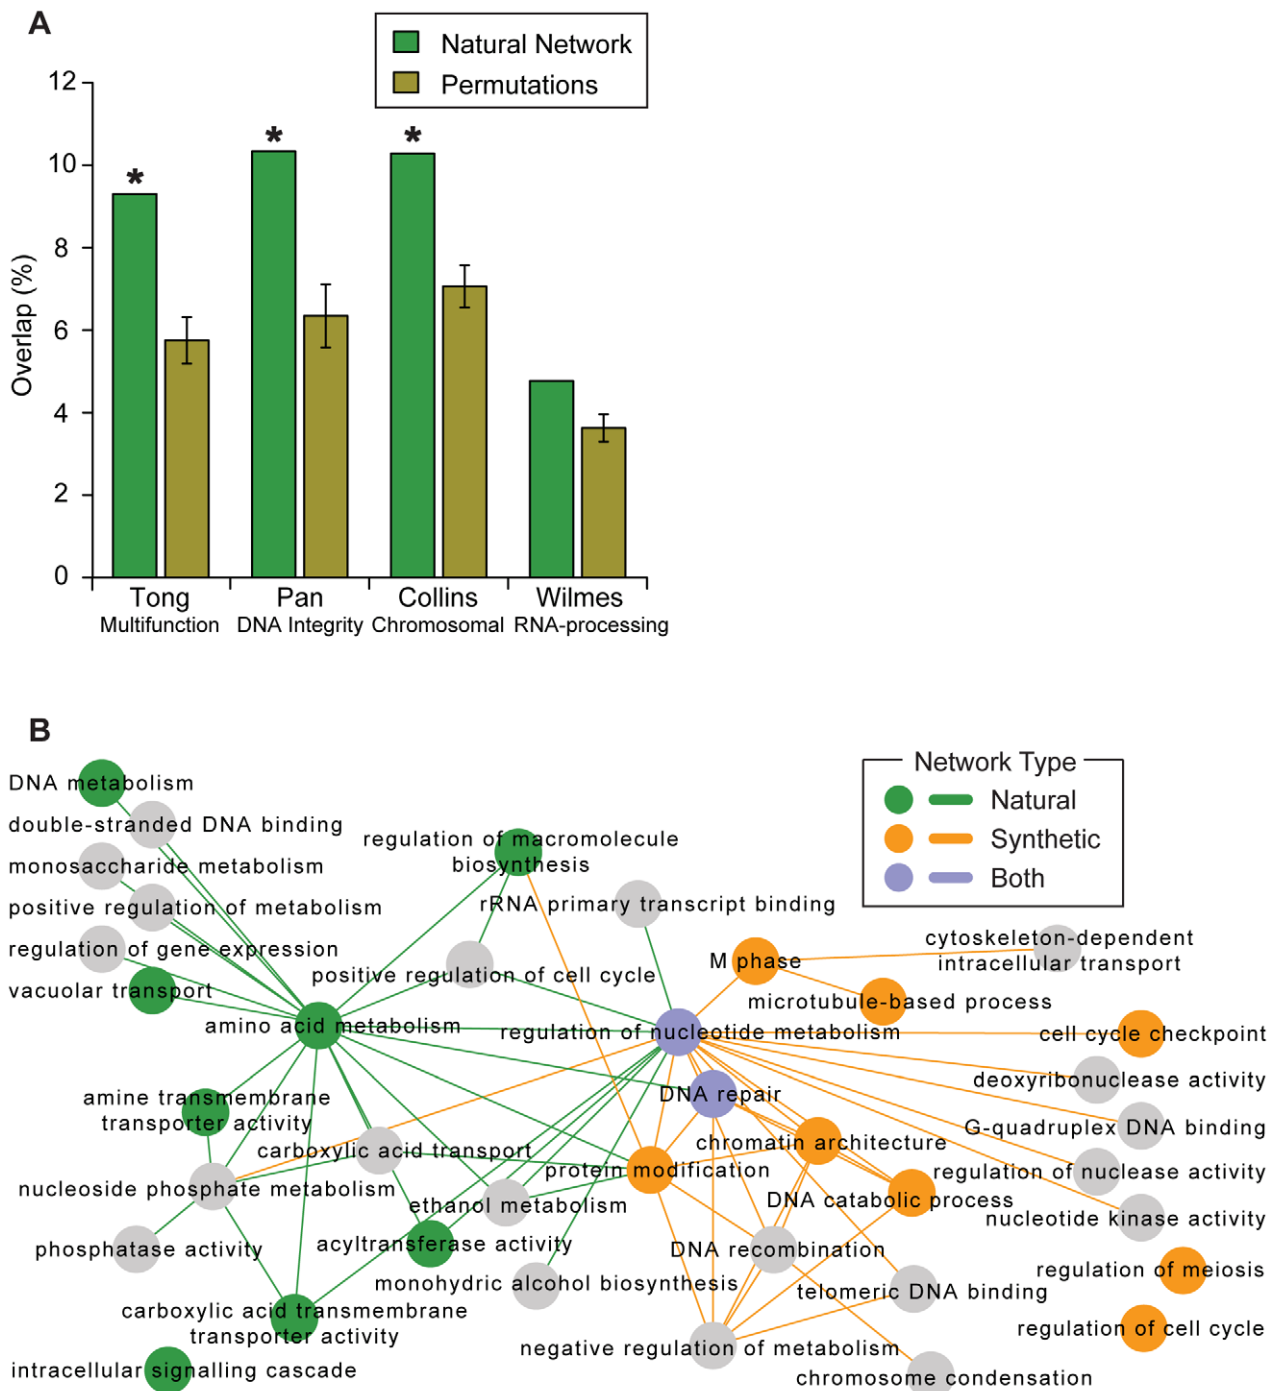 A
Natural Network
Permutations
Overlap (%)
12
10
8
6
4
2
0
*
*
*
Tong
Multifunction
Pan
DNA Integrity
Collins
Chromosomal
Wilmes
RNA-processing
B
Network Type
Natural
Synthetic
Both
DNA metabolism
double-stranded DNA binding
monosaccharide metabolism
positive regulation of metabolism
regulation of gene expression
vacuolar transport
regulation of macromolecule
biosynthesis
rRNA primary transcript binding
positive regulation of cell cycle
amino acid metabolism
regulation of nucleotide metabolism
M phase
cytoskeleton-dependent
intracellular transport
microtubule-based process
cell cycle checkpoint
deoxyribonuclease activity
G-quadruplex DNA binding
regulation of nuclease activity
nucleotide kinase activity
regulation of meiosis
regulation of cell cycle
DNA repair
chromatin architecture
protein modification
DNA catabolic process
amine transmembrane
transporter activity
carboxylic acid transport
nucleoside phosphate metabolism
ethanol metabolism
phosphatase activity
acyltransferase activity
monohydric alcohol biosynthesis
DNA recombination
telomeric DNA binding
carboxylic acid transmembrane
transporter activity
negative regulation of metabolism
intracellular signalling cascade
chromosome condensation